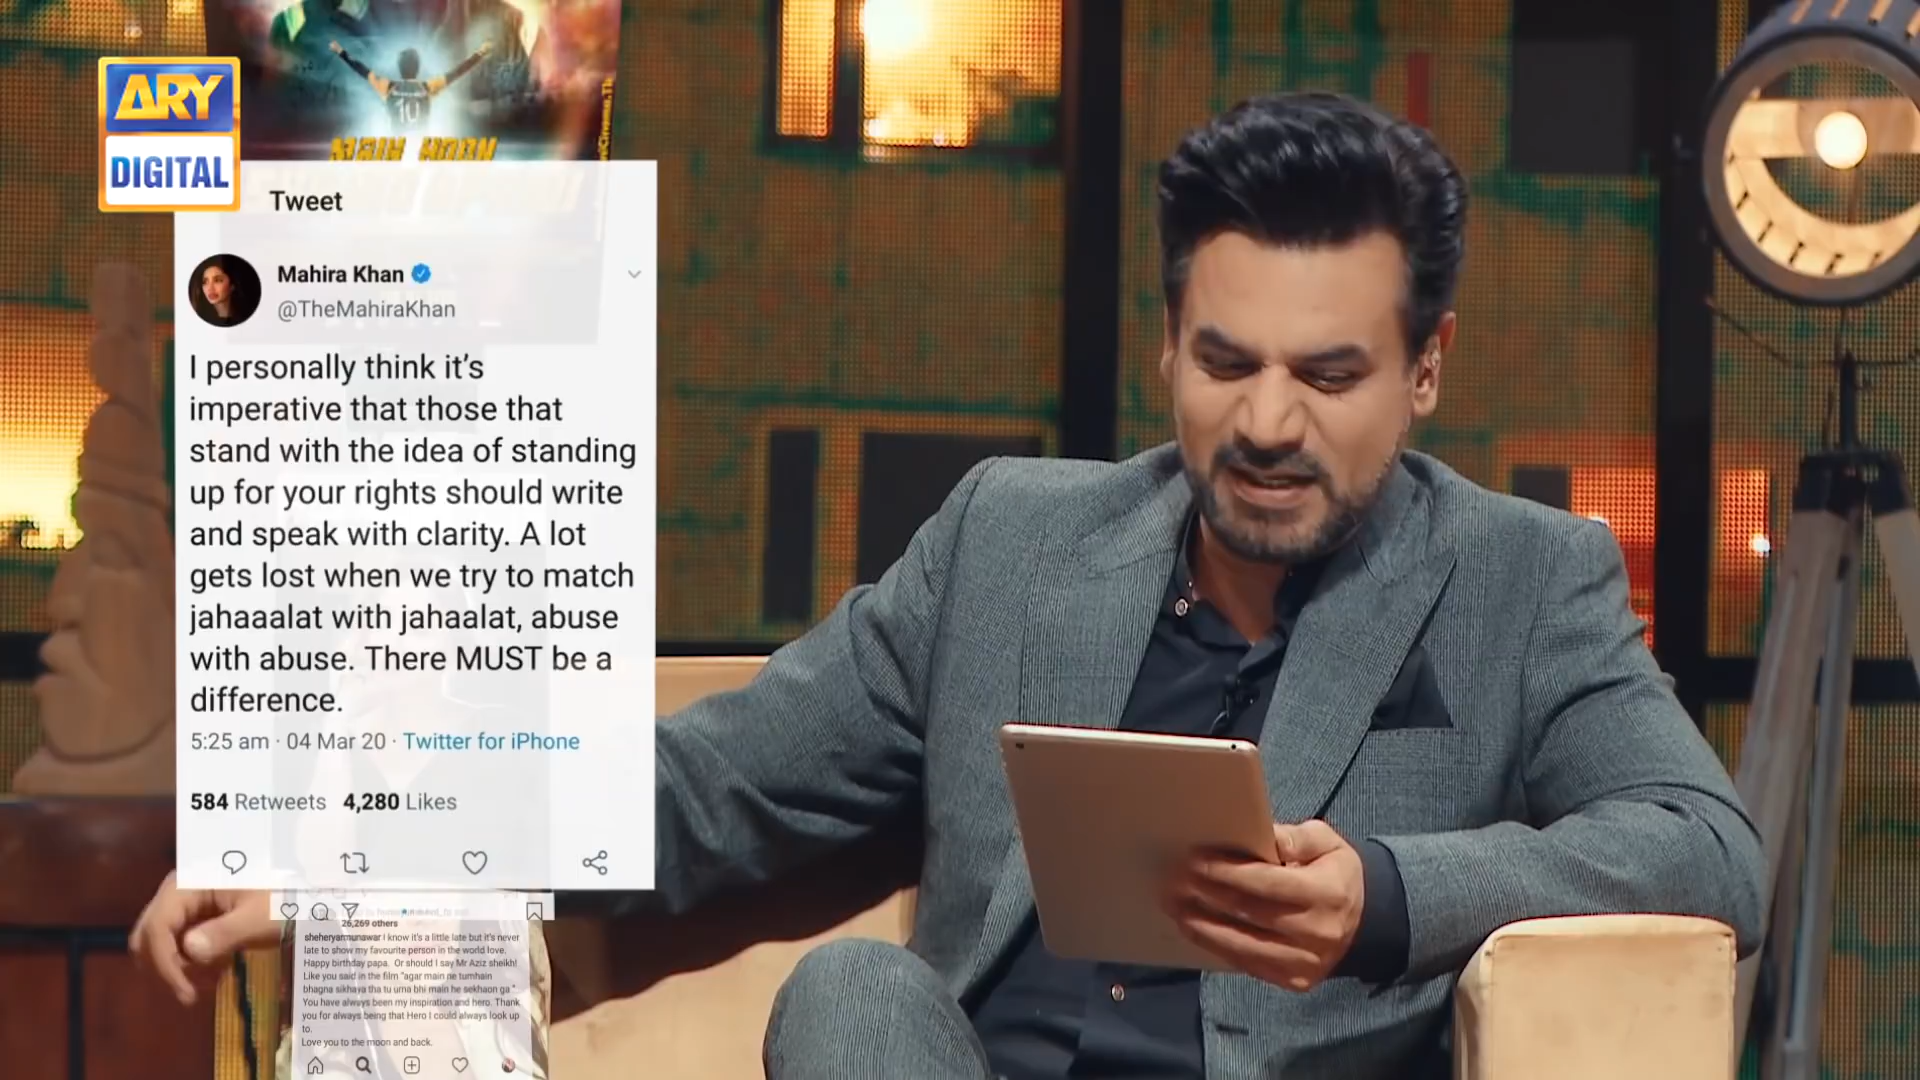 ARY
DIGITAL
MAIN HOON
Tweet
Mahira Khan
@TheMahiraKhan
I personally think it’s
imperative that those that
stand with the idea of standing
up for your rights should write
and speak with clarity. A lot
gets lost when we try to match
jahaaalat with jahaalat, abuse
with abuse. There MUST be a
difference.
5:25 am · 04 Mar 20 · Twitter for iPhone
584 Retweets 4,280 Likes
26,269 others
sheheryarmunawar I know it's a little late but it's never
late to show my favourite person in the world love.
Happy birthday papa. Or should I say Mr Aziz sheikh!
Like you said in the film "agar main ne tumhain
bhagna sikhaya tha tu urna bhi main he sekhaon ga "
You have always been my inspiration and hero. Thank
you for always being that Hero I could always look up
to.
Love you to the moon and back.
10